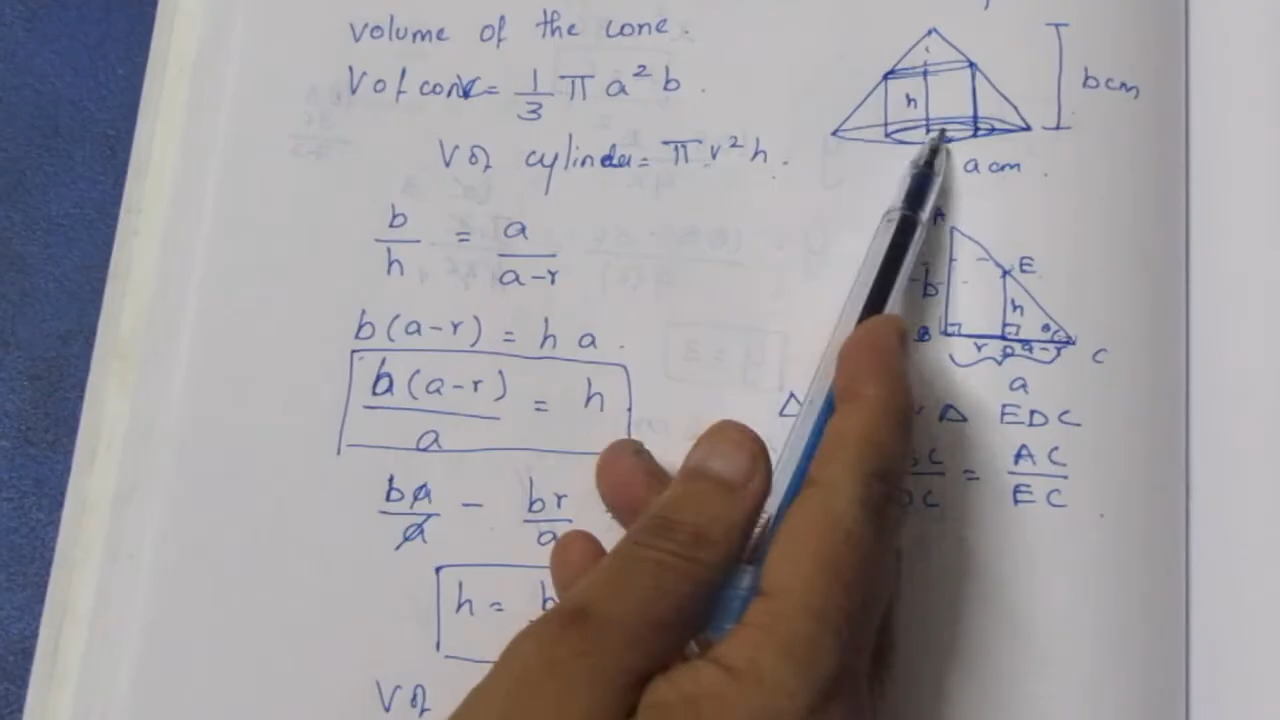 volume of the cone.
V of cone = 1/3 π a² b.
V of cylinder = π r² h.
b/h = a/a-r
b(a-r) = h a.
b(a-r)/a = h
ba/a - br/a
h = b
V of
h
b cm
a cm.
A
E
b
h
B
r D a-r C
a
Δ Δ EDC
DC = AC/EC